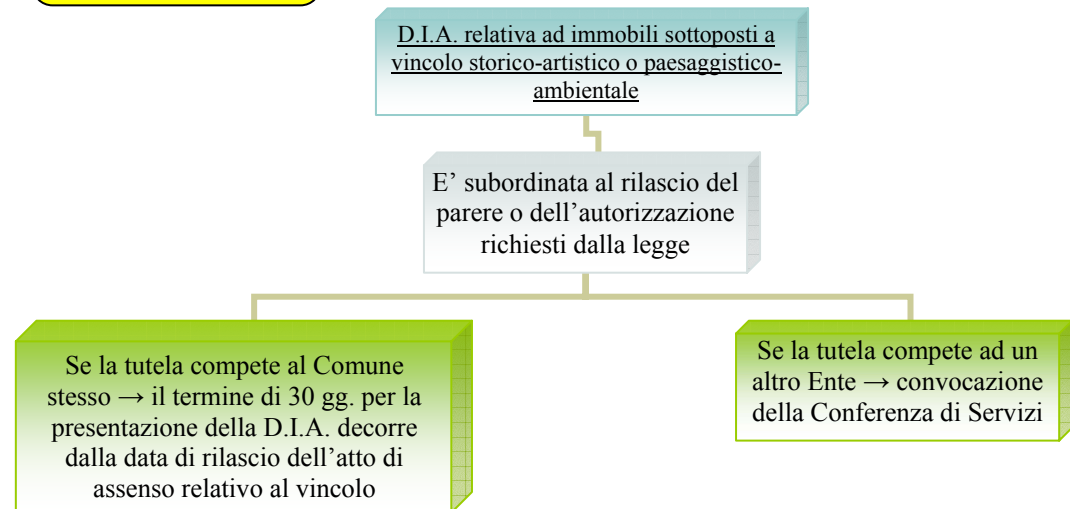 D.I.A. relativa ad immobili sottoposti a
vincolo storico-artistico o paesaggistico-
ambientale
E’ subordinata al rilascio del
parere o dell’autorizzazione
richiesti dalla legge
Se la tutela compete al Comune
stesso → il termine di 30 gg. per la
presentazione della D.I.A. decorre
dalla data di rilascio dell’atto di
assenso relativo al vincolo
Se la tutela compete ad un
altro Ente → convocazione
della Conferenza di Servizi